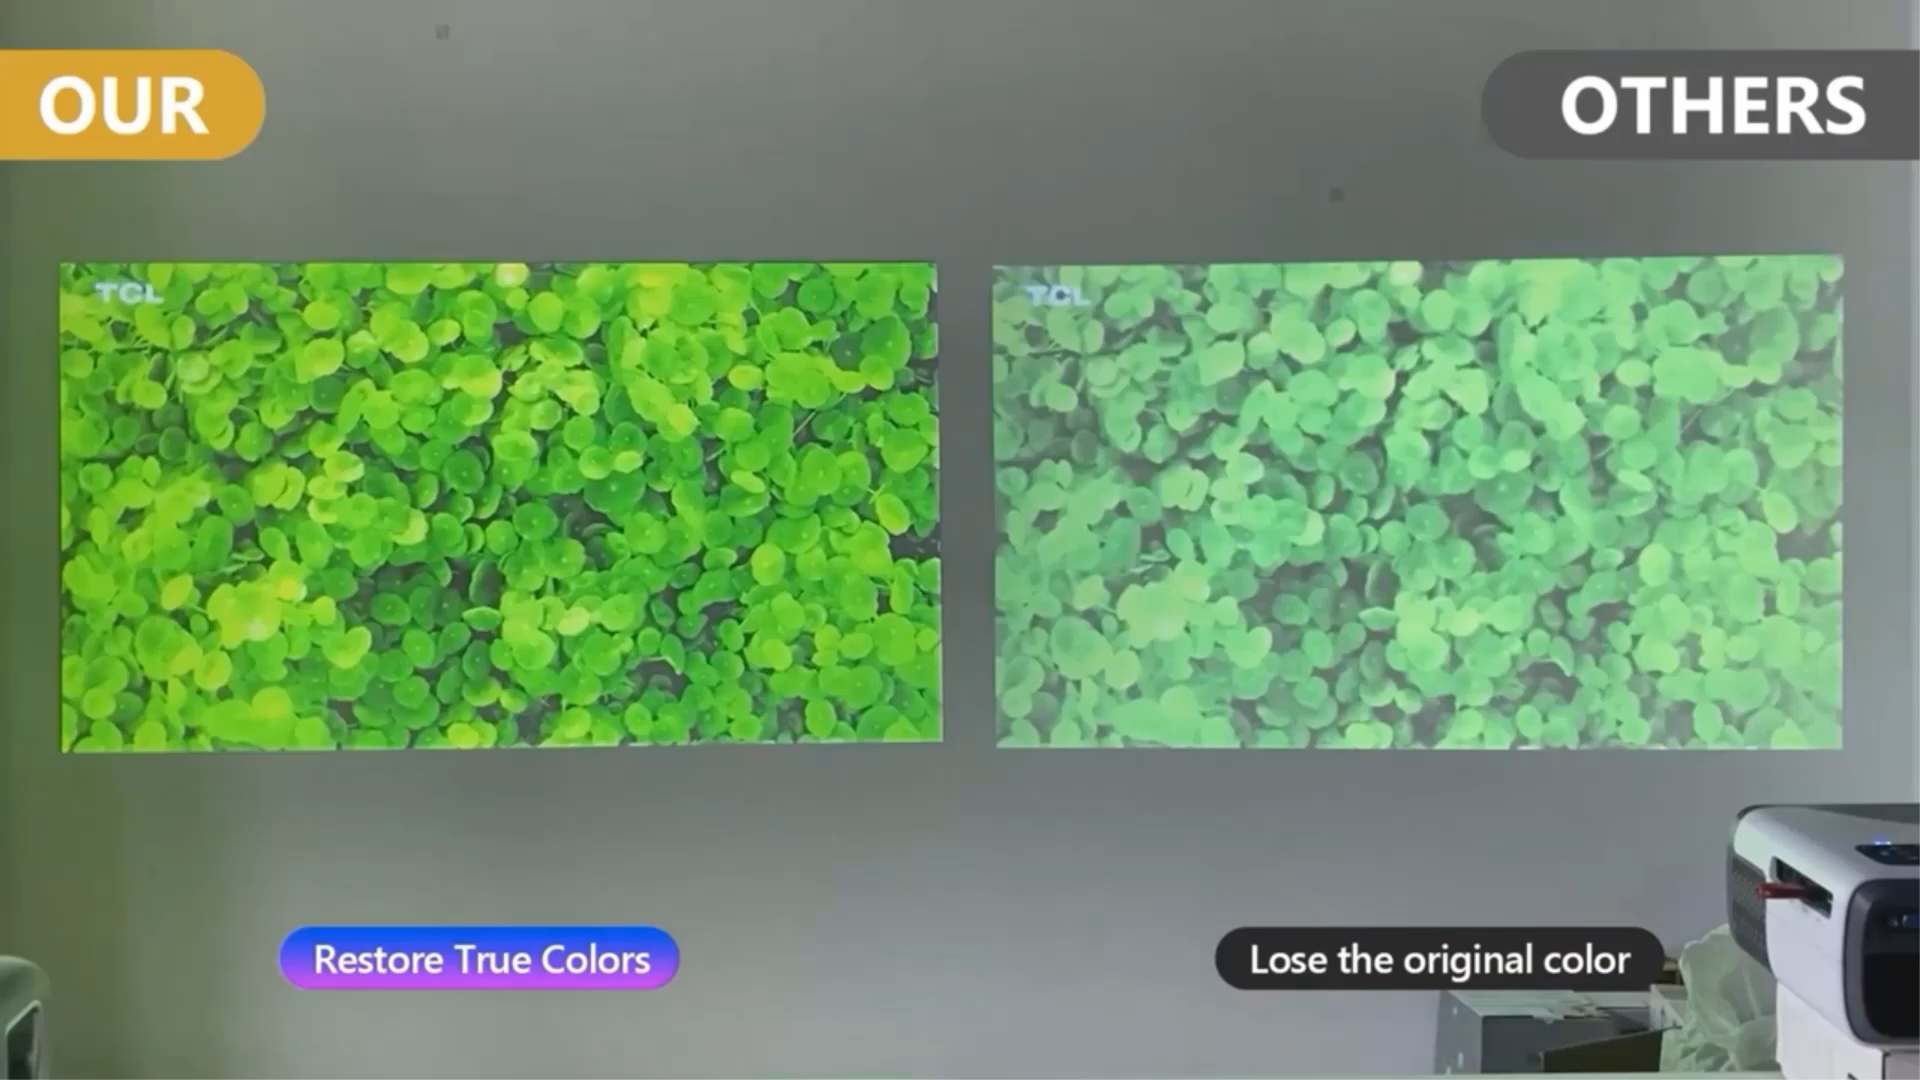 OUR
OTHERS
TCL
TCL
Restore True Colors
Lose the original color